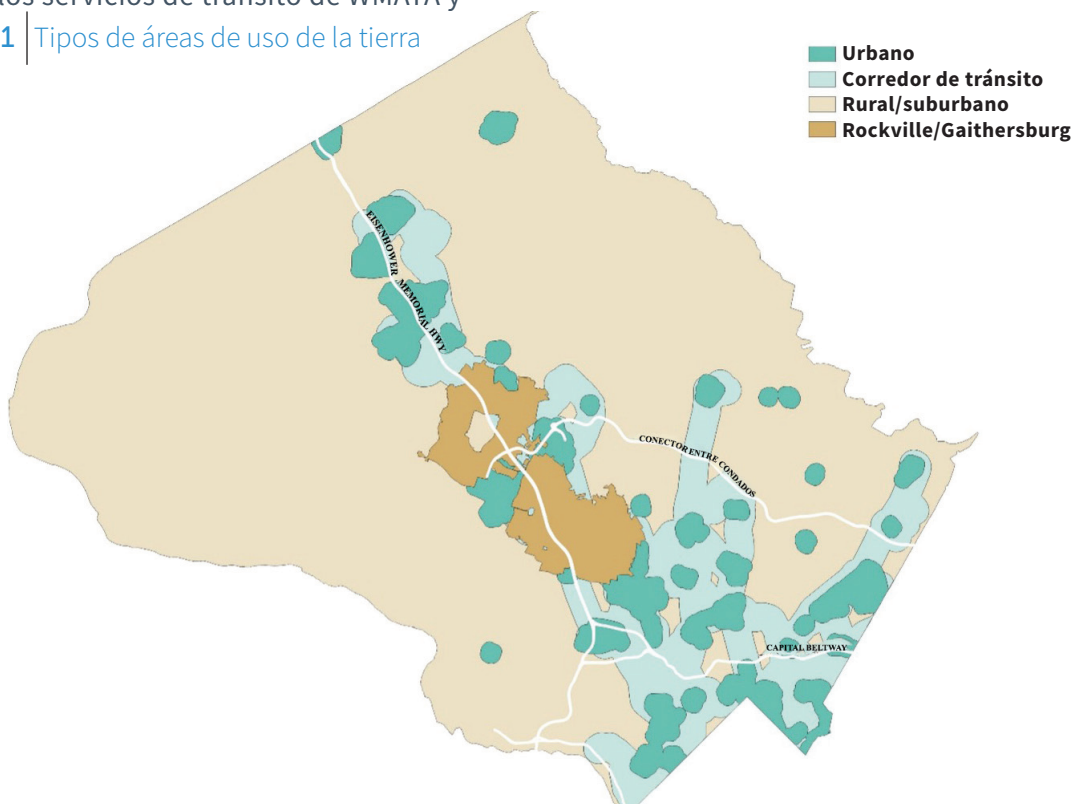 los servicios de tránsito de WMATA y
1 Tipos de áreas de uso de la tierra
Urbano
Corredor de tránsito
Rural/suburbano
Rockville/Gaithersburg
EISENHOWER MEMORIAL HWY
CONECTOR ENTRE CONDADOS
CAPITAL BELTWAY